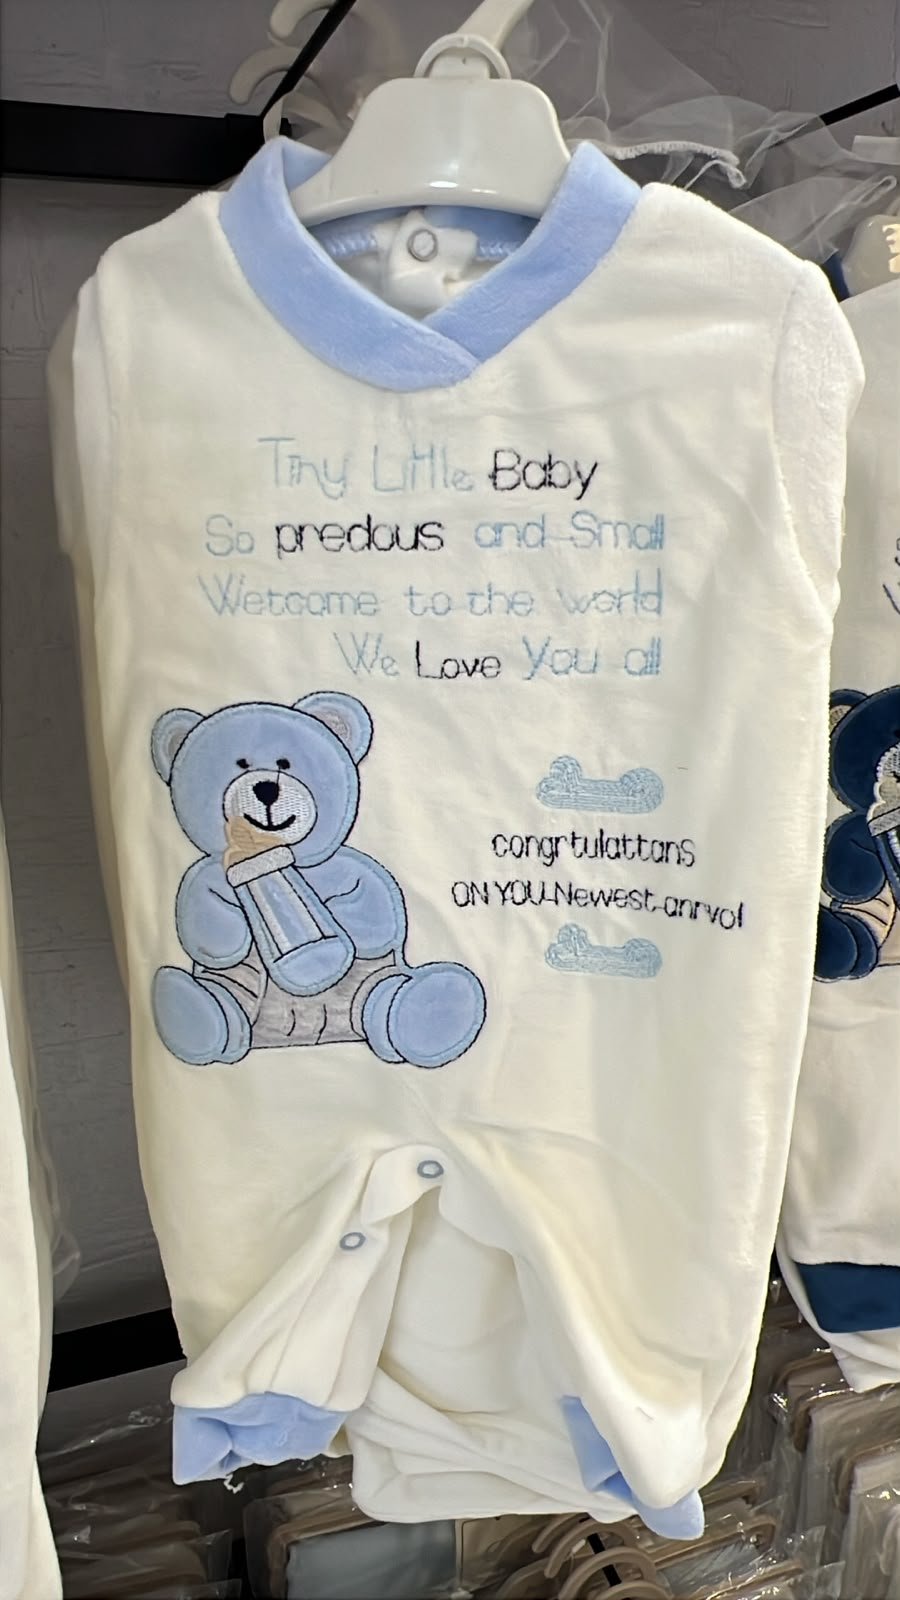 Tiny Little Baby
So predous and Small
Wetcome to the world
We Love You all
congrtulattans
ON YOU-Newest-anrvol